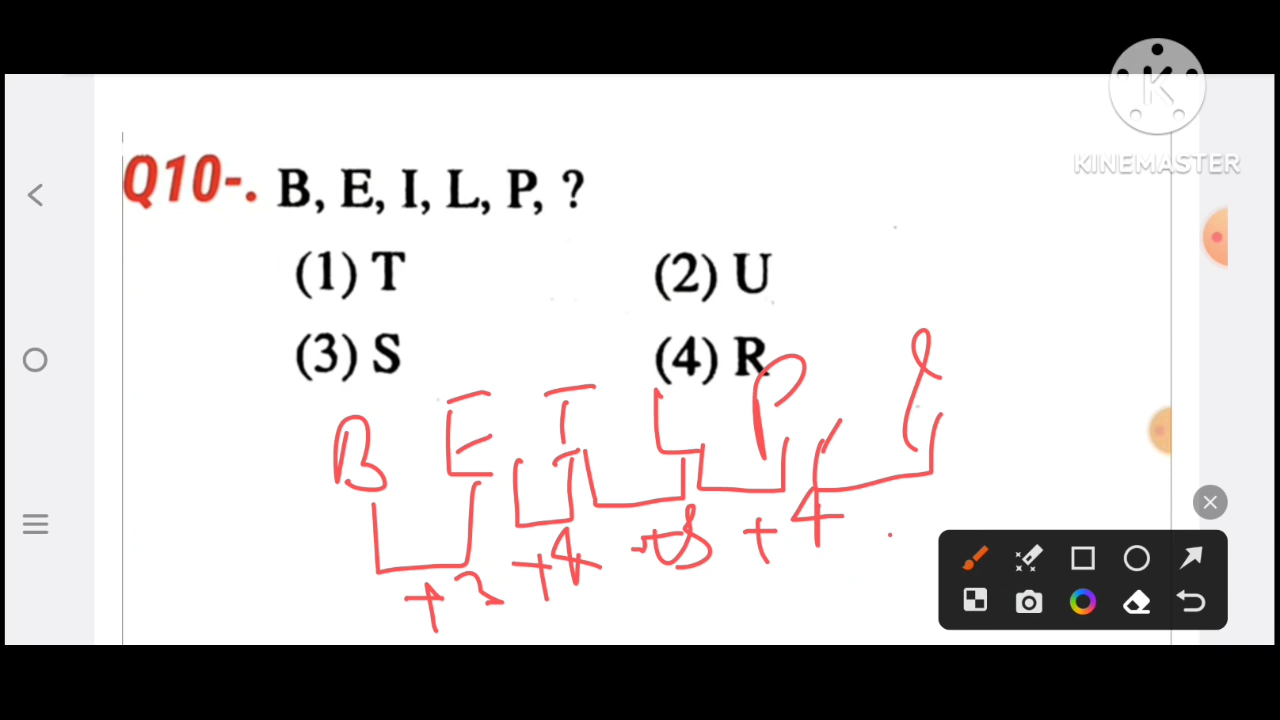 KINEMASTER
Q10-. B, E, I, L, P, ?
(1) T (2) U
(3) S (4) R
B E I L P
+3 +4 +3 +4